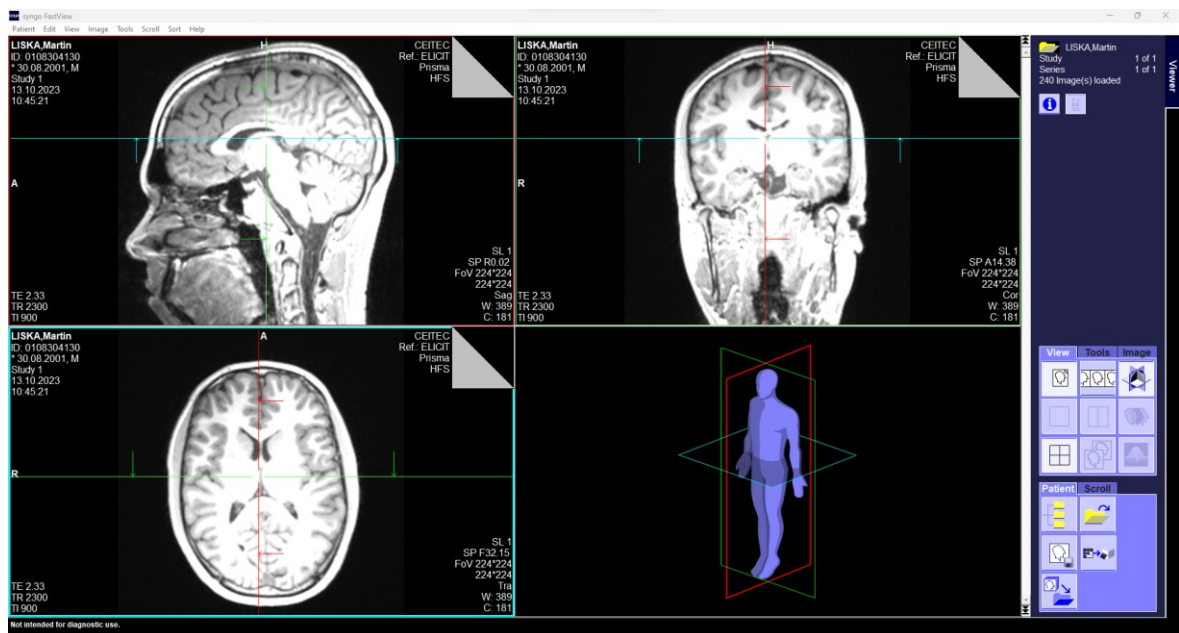 syngo FastView
Patient Edit View Image Tools Scroll Sort Help
LISKA,Martin
ID: 0108304130
* 30.08.2001, M
Study 1
13.10.2023
10:45:21
H
CEITEC
Ref.: ELICIT
Prisma
HFS
A
TE 2.33
TR 2300
TI 900
SL 1
SP R0.02
FoV 224*224
224*224
Sag
W: 389
C: 181
LISKA,Martin
ID: 0108304130
* 30.08.2001, M
Study 1
13.10.2023
10:45:21
H
CEITEC
Ref.: ELICIT
Prisma
HFS
R
TE 2.33
TR 2300
TI 900
SL 1
SP A14.38
FoV 224*224
224*224
Cor
W: 389
C: 181
LISKA,Martin
ID: 0108304130
* 30.08.2001, M
Study 1
13.10.2023
10:45:21
A
CEITEC
Ref.: ELICIT
Prisma
HFS
R
TE 2.33
TR 2300
TI 900
SL 1
SP F32.15
FoV 224*224
224*224
Tra
W: 389
C: 181
LISKA,Martin
Study 1 of 1
Series 1 of 1
240 Image(s) loaded
Viewer
View Tools Image
Patient Scroll
Not intended for diagnostic use.